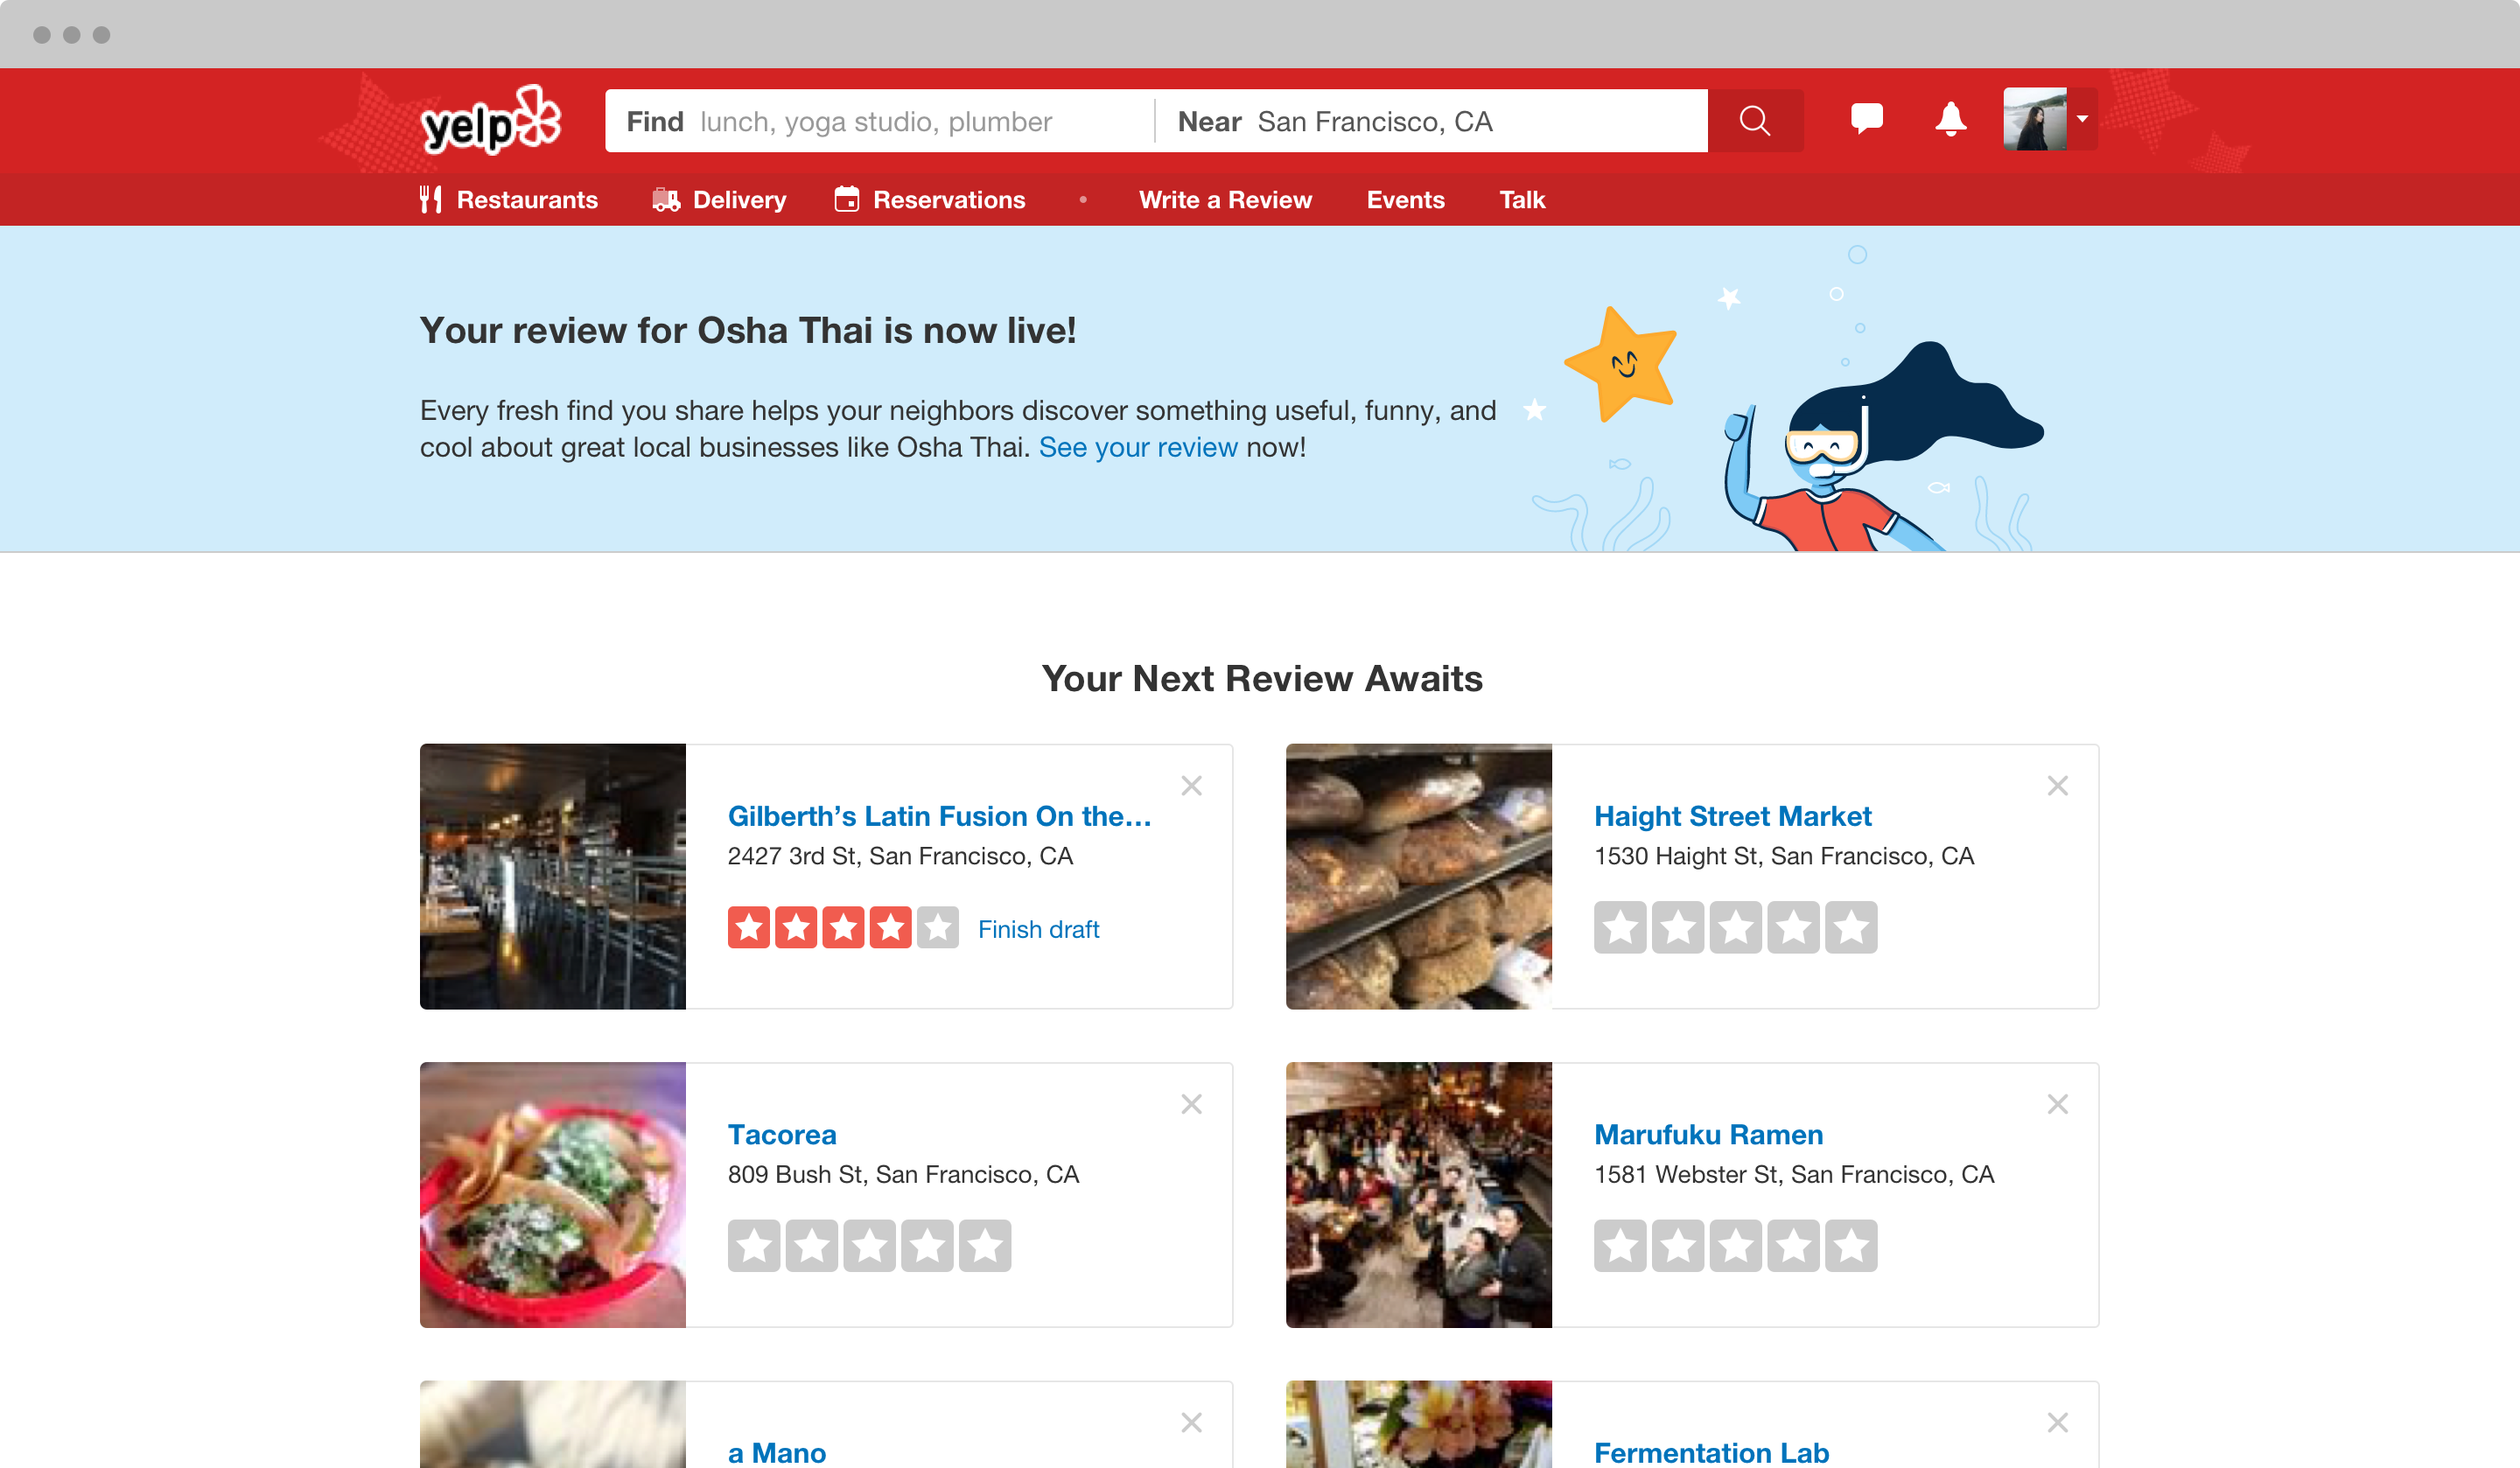 yelp
Find lunch, yoga studio, plumber
Near San Francisco, CA
Restaurants
Delivery
Reservations
Write a Review
Events
Talk
Your review for Osha Thai is now live!
Every fresh find you share helps your neighbors discover something useful, funny, and
cool about great local businesses like Osha Thai. See your review now!
Your Next Review Awaits
Gilberth’s Latin Fusion On the…
2427 3rd St, San Francisco, CA
Finish draft
Haight Street Market
1530 Haight St, San Francisco, CA
Tacorea
809 Bush St, San Francisco, CA
Marufuku Ramen
1581 Webster St, San Francisco, CA
a Mano
Fermentation Lab